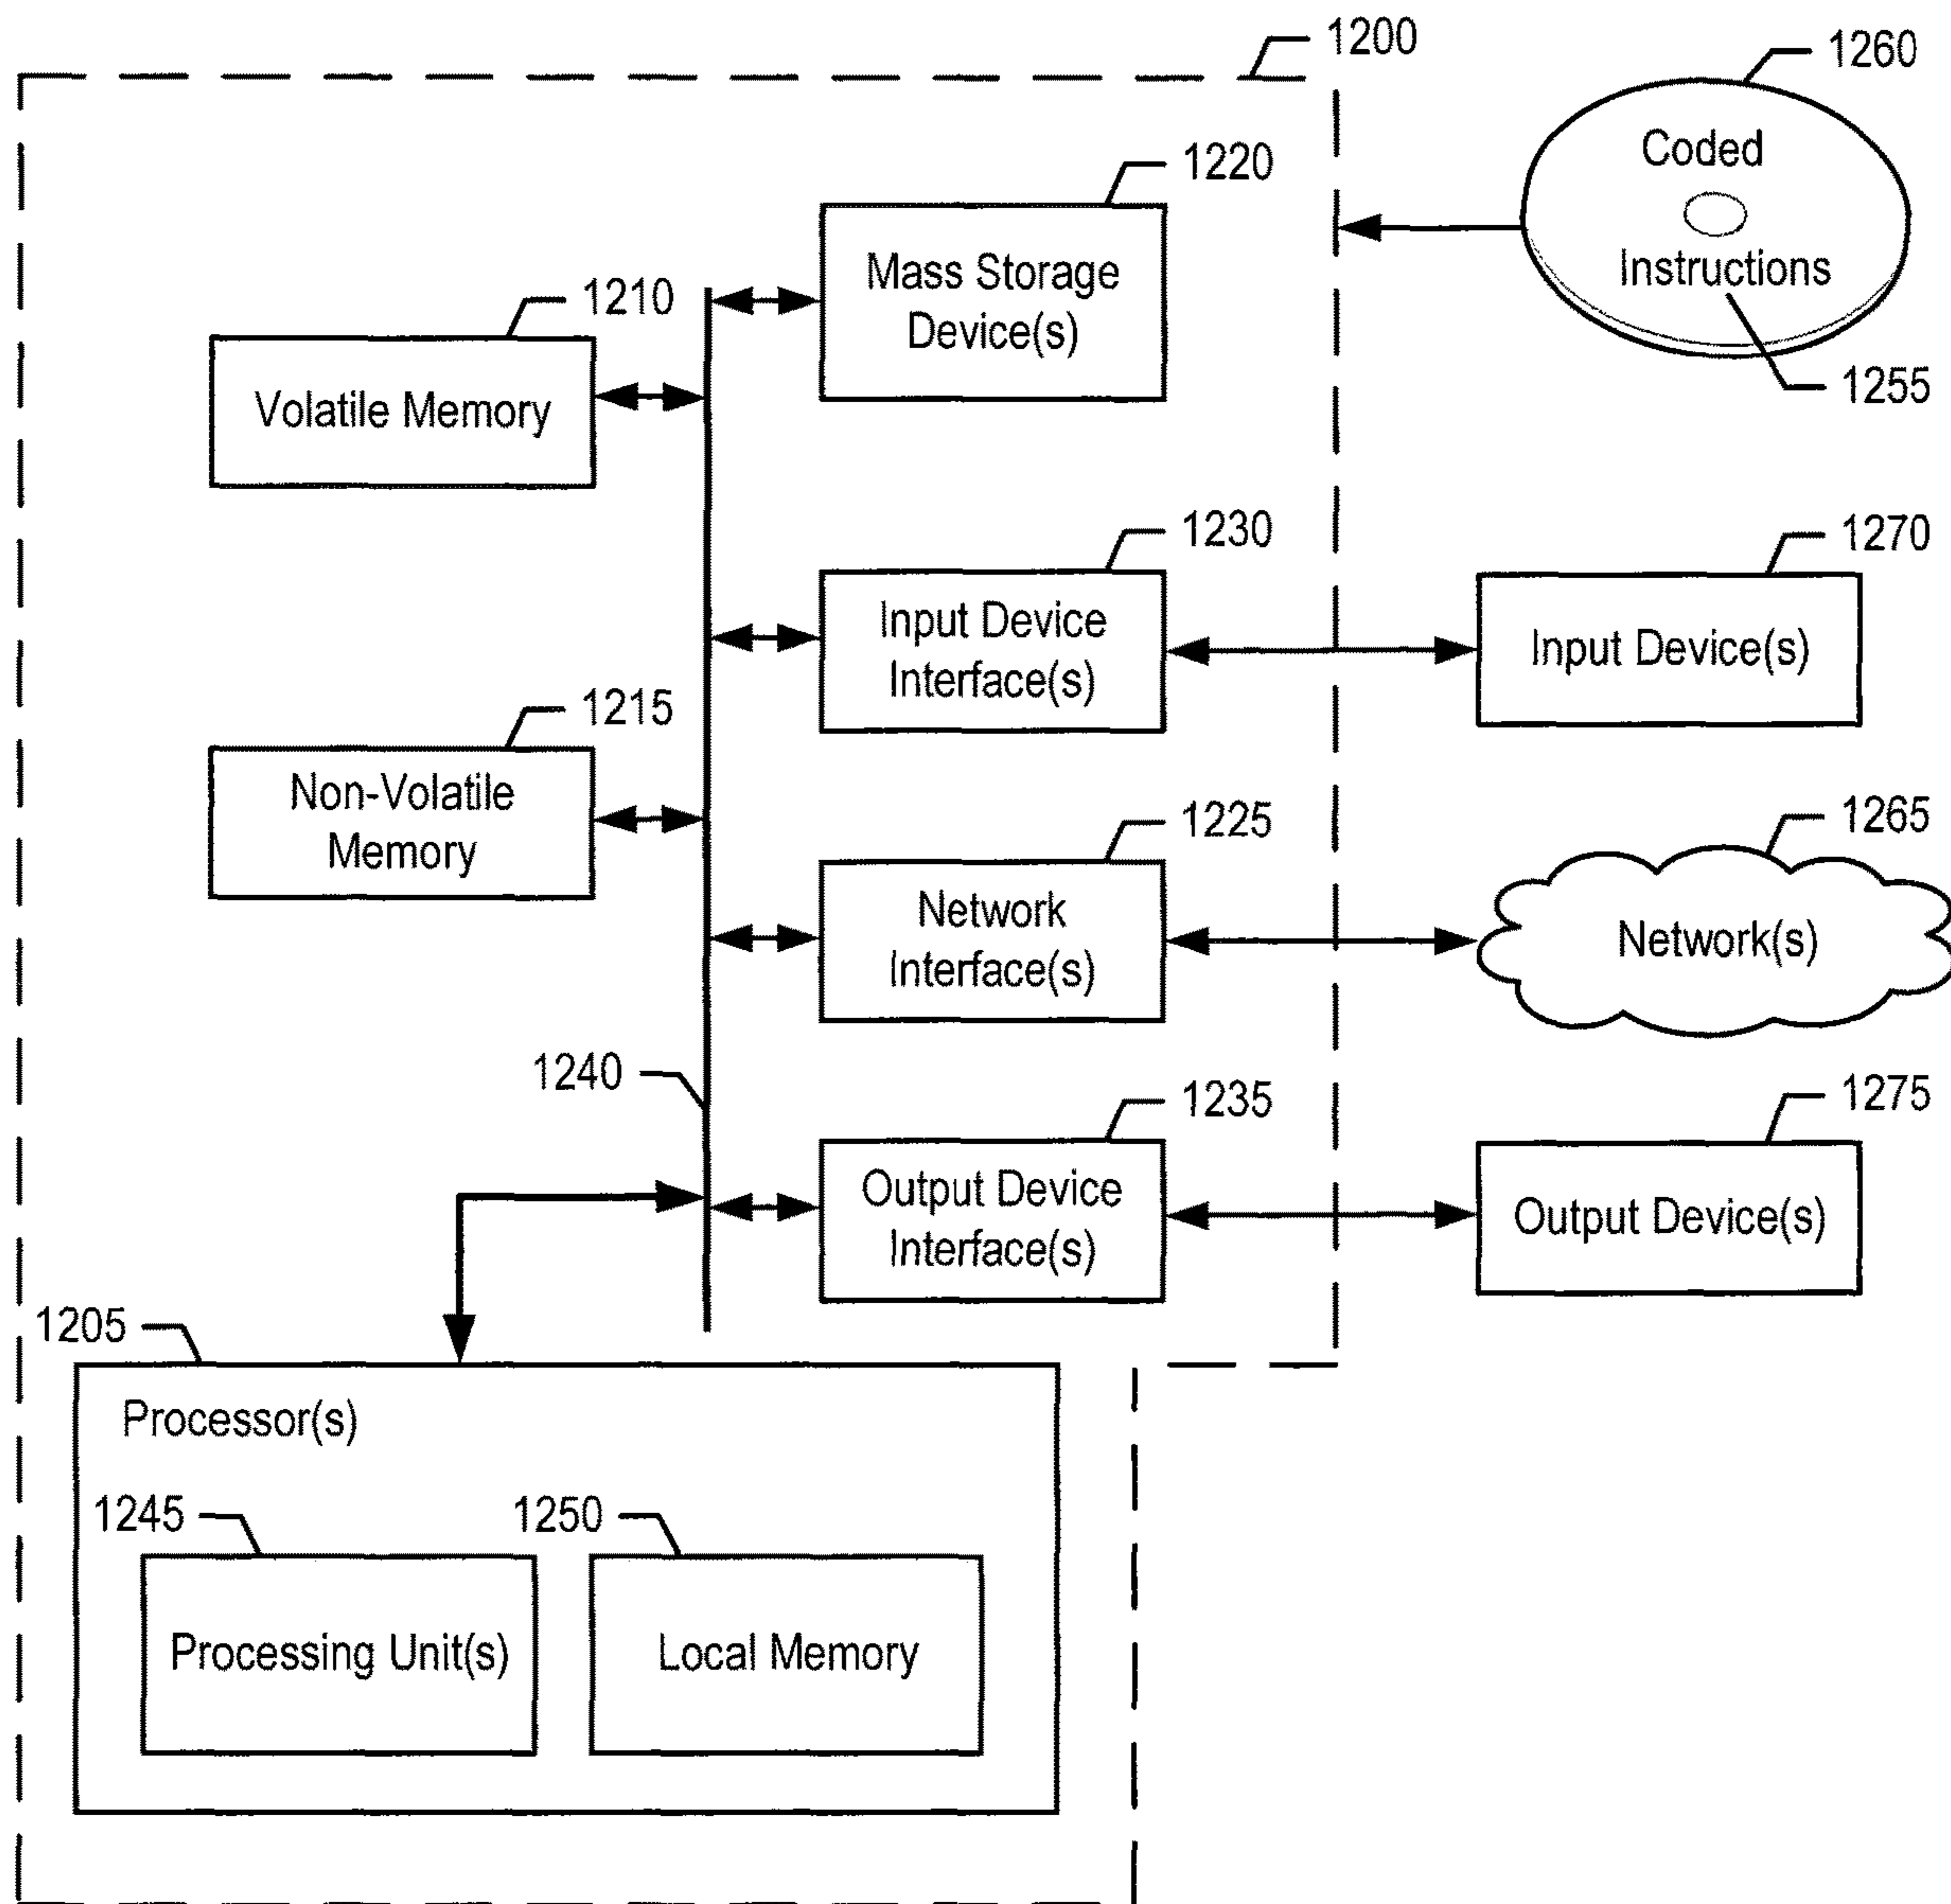 1200
1260
Coded
Instructions
1255
1220
Mass Storage
Device(s)
1210
Volatile Memory
1230
Input Device
Interface(s)
1270
Input Device(s)
1215
Non-Volatile
Memory
1225
Network
Interface(s)
1265
Network(s)
1240
1235
Output Device
Interface(s)
1275
Output Device(s)
1205
Processor(s)
1245
Processing Unit(s)
1250
Local Memory